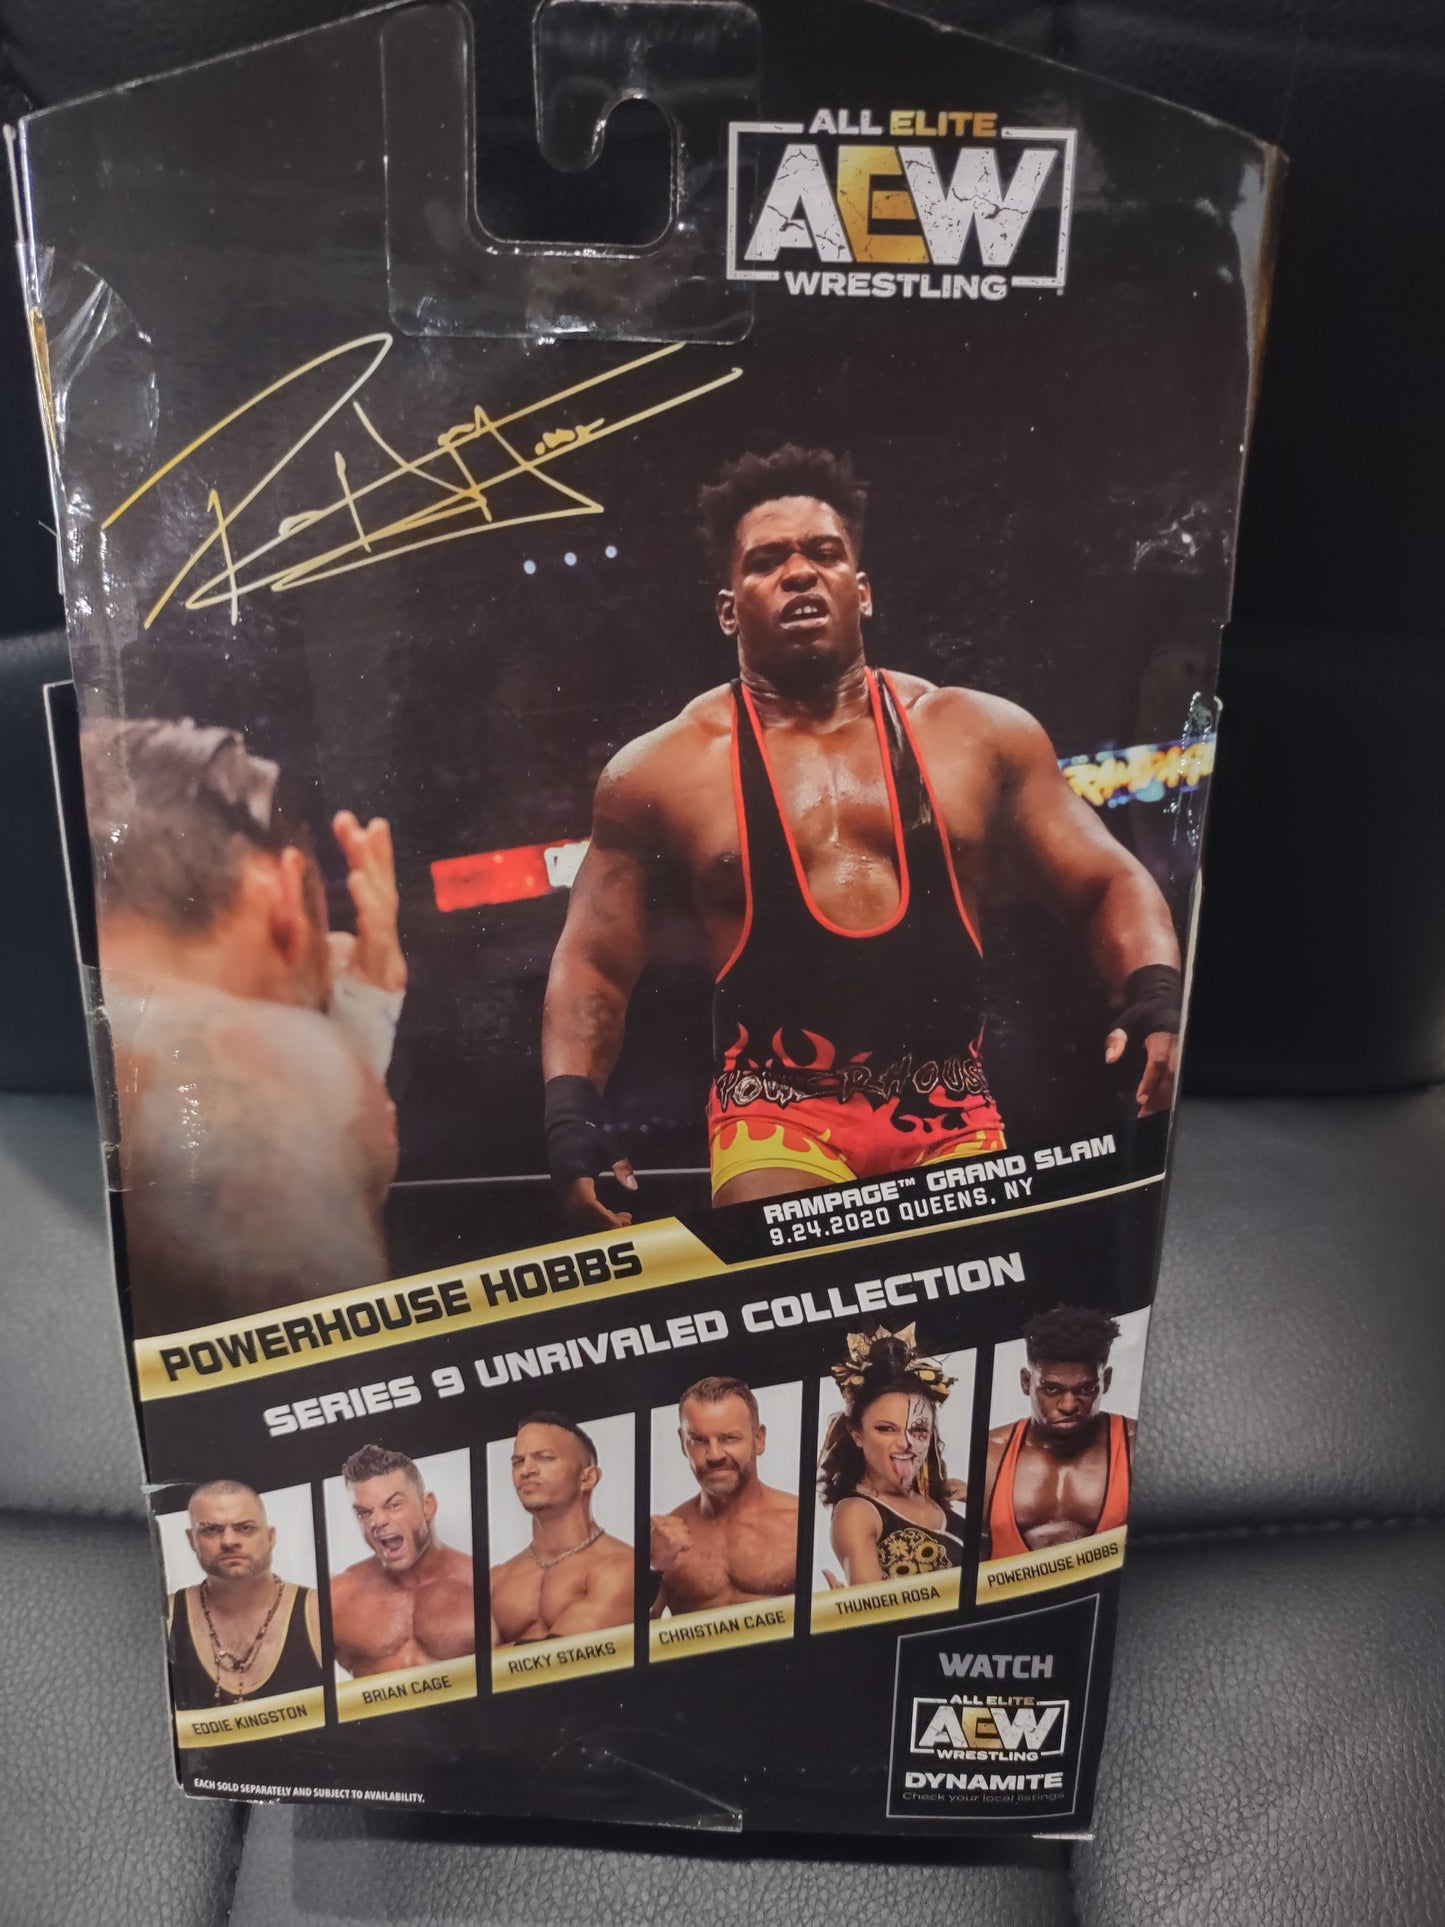 ALL ELITE
AEW
WRESTLING
POWERHOUSE
RAMPAGE
RAMPAGE™ GRAND SLAM
9.24.2020 QUEENS, NY
POWERHOUSE HOBBS
SERIES 9 UNRIVALED COLLECTION
EDDIE KINGSTON
BRIAN CAGE
RICKY STARKS
CHRISTIAN CAGE
THUNDER ROSA
POWERHOUSE HOBBS
WATCH
ALL ELITE
AEW
WRESTLING
DYNAMITE
Check your local listings
EACH SOLD SEPARATELY AND SUBJECT TO AVAILABILITY.